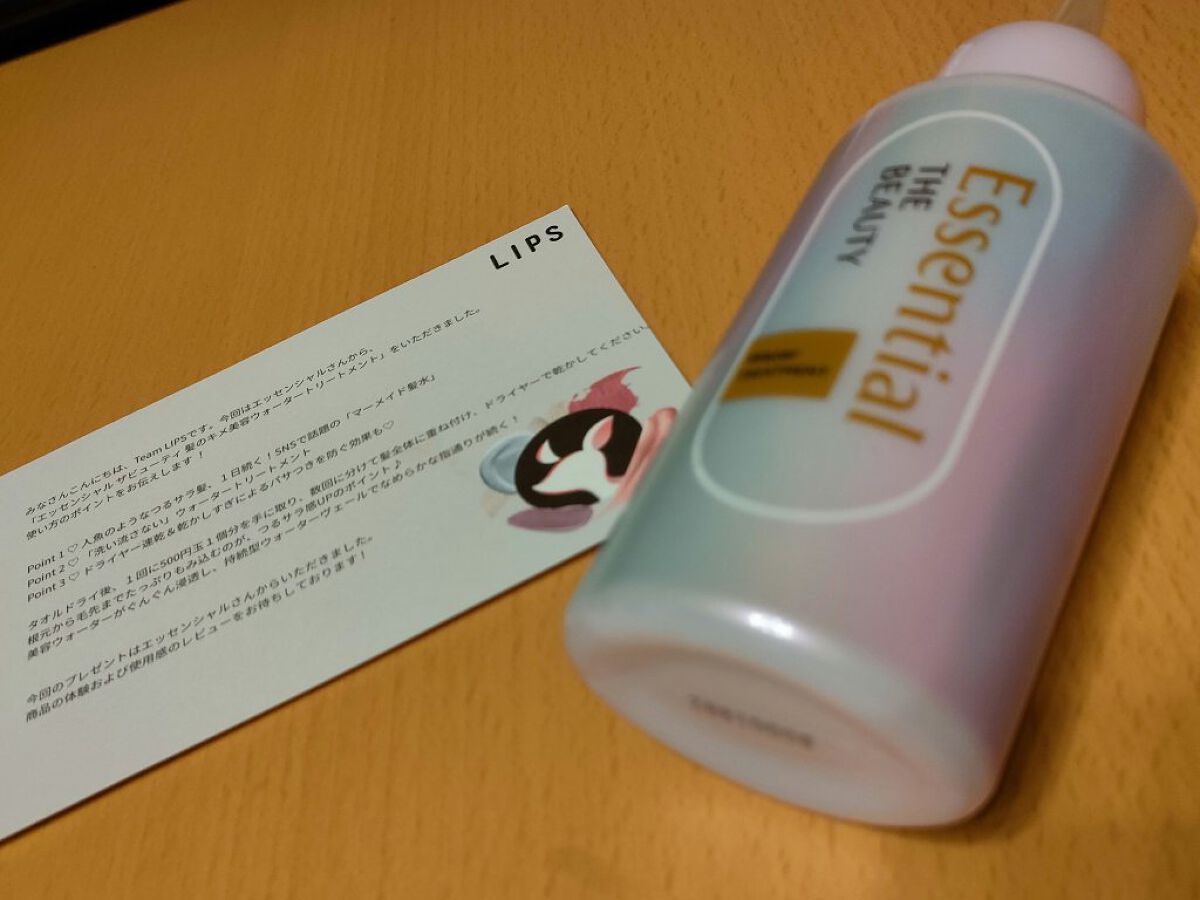 LIPS
みなさんこんにちは、Team LIPSです。今回はエッセンシャルさんから、
「エッセンシャル ザビューティ 髪のキメ美容ウォータートリートメント」をいただきました。
使い方のポイントをお伝えします！
Point 1 ♡ 人魚のようなつるサラ髪、1日続く！SNSで話題の「マーメイド髪水」
Point 2 ♡ 「洗い流さない」ウォータートリートメント
Point 3 ♡ ドライヤー速乾＆乾かしすぎによるパサつきを防ぐ効果も♡
タオルドライ後、1回に500円玉1個分を手に取り、数回に分けて髪全体に重ね付け、ドライヤーで乾かしてください。
根元から毛先までたっぷりもみ込むのが、つるサラ感UPのポイント♪
美容ウォーターがぐんぐん浸透し、持続型ウォーターヴェールでなめらかな指通りが続く！
今回のプレゼントはエッセンシャルさんからいただきました。
商品の体験および使用感のレビューをお待ちしております！
Essential
THE
BEAUTY
TREATMENT